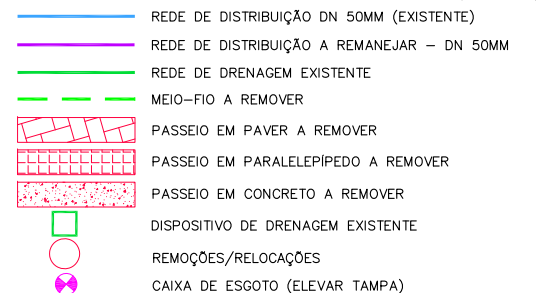 REDE DE DISTRIBUIÇÃO DN 50MM (EXISTENTE)
REDE DE DISTRIBUIÇÃO A REMANEJAR – DN 50MM
REDE DE DRENAGEM EXISTENTE
MEIO–FIO A REMOVER
PASSEIO EM PAVER A REMOVER
PASSEIO EM PARALELEPÍPEDO A REMOVER
PASSEIO EM CONCRETO A REMOVER
DISPOSITIVO DE DRENAGEM EXISTENTE
REMOÇÕES/RELOCAÇÕES
CAIXA DE ESGOTO (ELEVAR TAMPA)